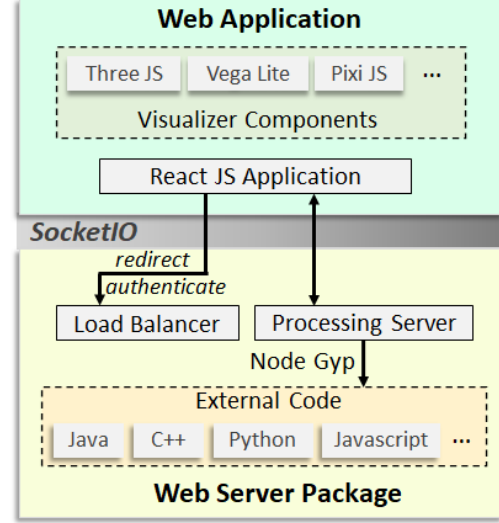 Web Application
Three JS Vega Lite Pixi JS ...
Visualizer Components
React JS Application
SocketIO
redirect
authenticate
Load Balancer Processing Server
Node Gyp
External Code
Java C++ Python Javascript ...
Web Server Package